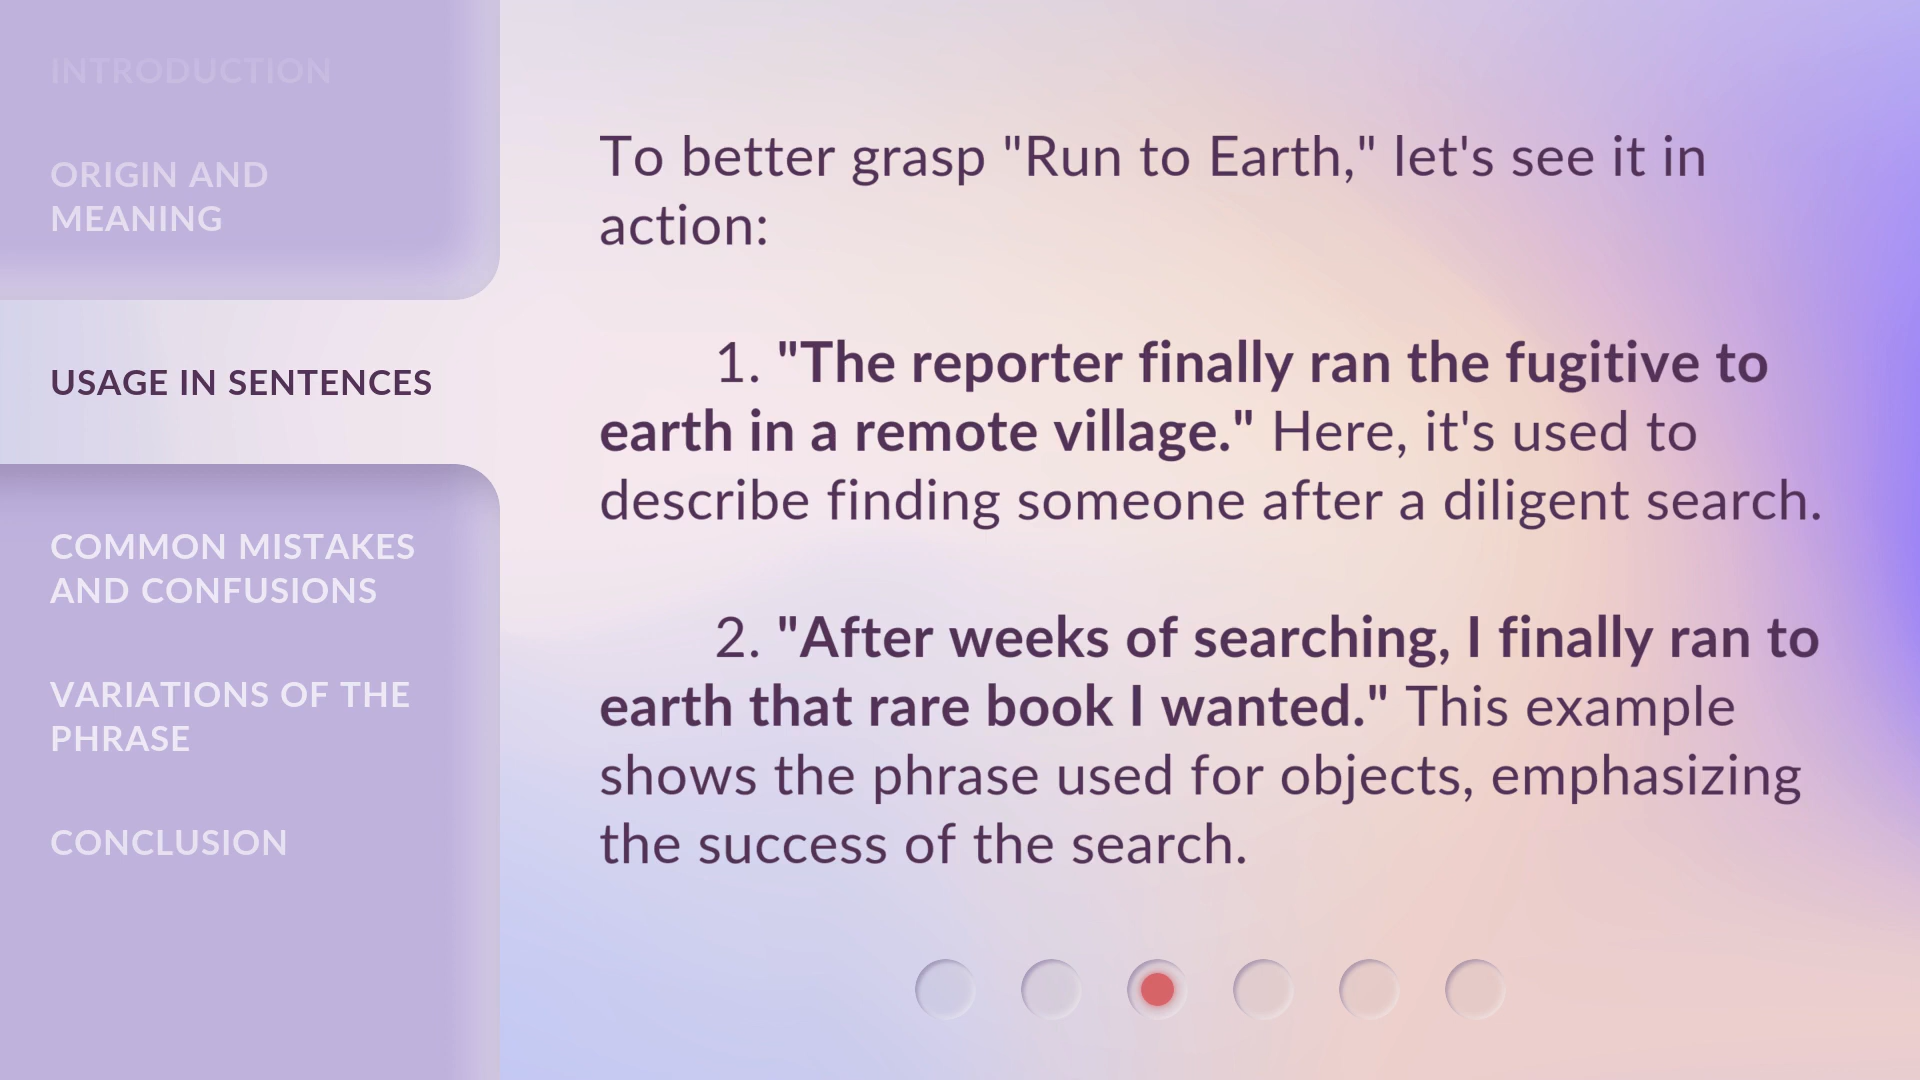 INTRODUCTION
ORIGIN AND
MEANING
USAGE IN SENTENCES
COMMON MISTAKES
AND CONFUSIONS
VARIATIONS OF THE
PHRASE
CONCLUSION
To better grasp "Run to Earth," let's see it in
action:
1. "The reporter finally ran the fugitive to
earth in a remote village." Here, it's used to
describe finding someone after a diligent search.
2. "After weeks of searching, I finally ran to
earth that rare book I wanted." This example
shows the phrase used for objects, emphasizing
the success of the search.